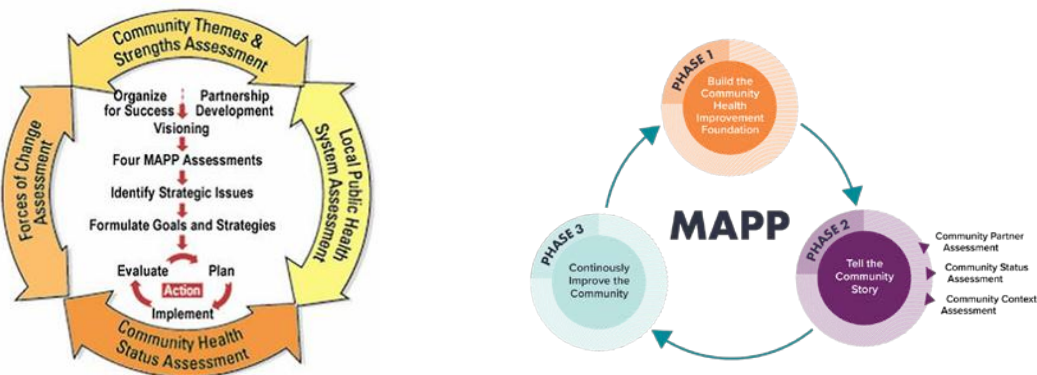 Community Themes &
Strengths Assessment
Organize
for Success
Partnership
Development
Visioning
Four MAPP Assessments
Identify Strategic Issues
Formulate Goals and Strategies
Evaluate
Plan
Action
Implement
Forces of Change
Assessment
Local Public Health
System Assessment
Community Health
Status Assessment
PHASE 1
Build the
Community
Health
Improvement
Foundation
MAPP
PHASE 2
Tell the
Community
Story
Community Partner
Assessment
Community Status
Assessment
Community Context
Assessment
PHASE 3
Continously
Improve the
Community